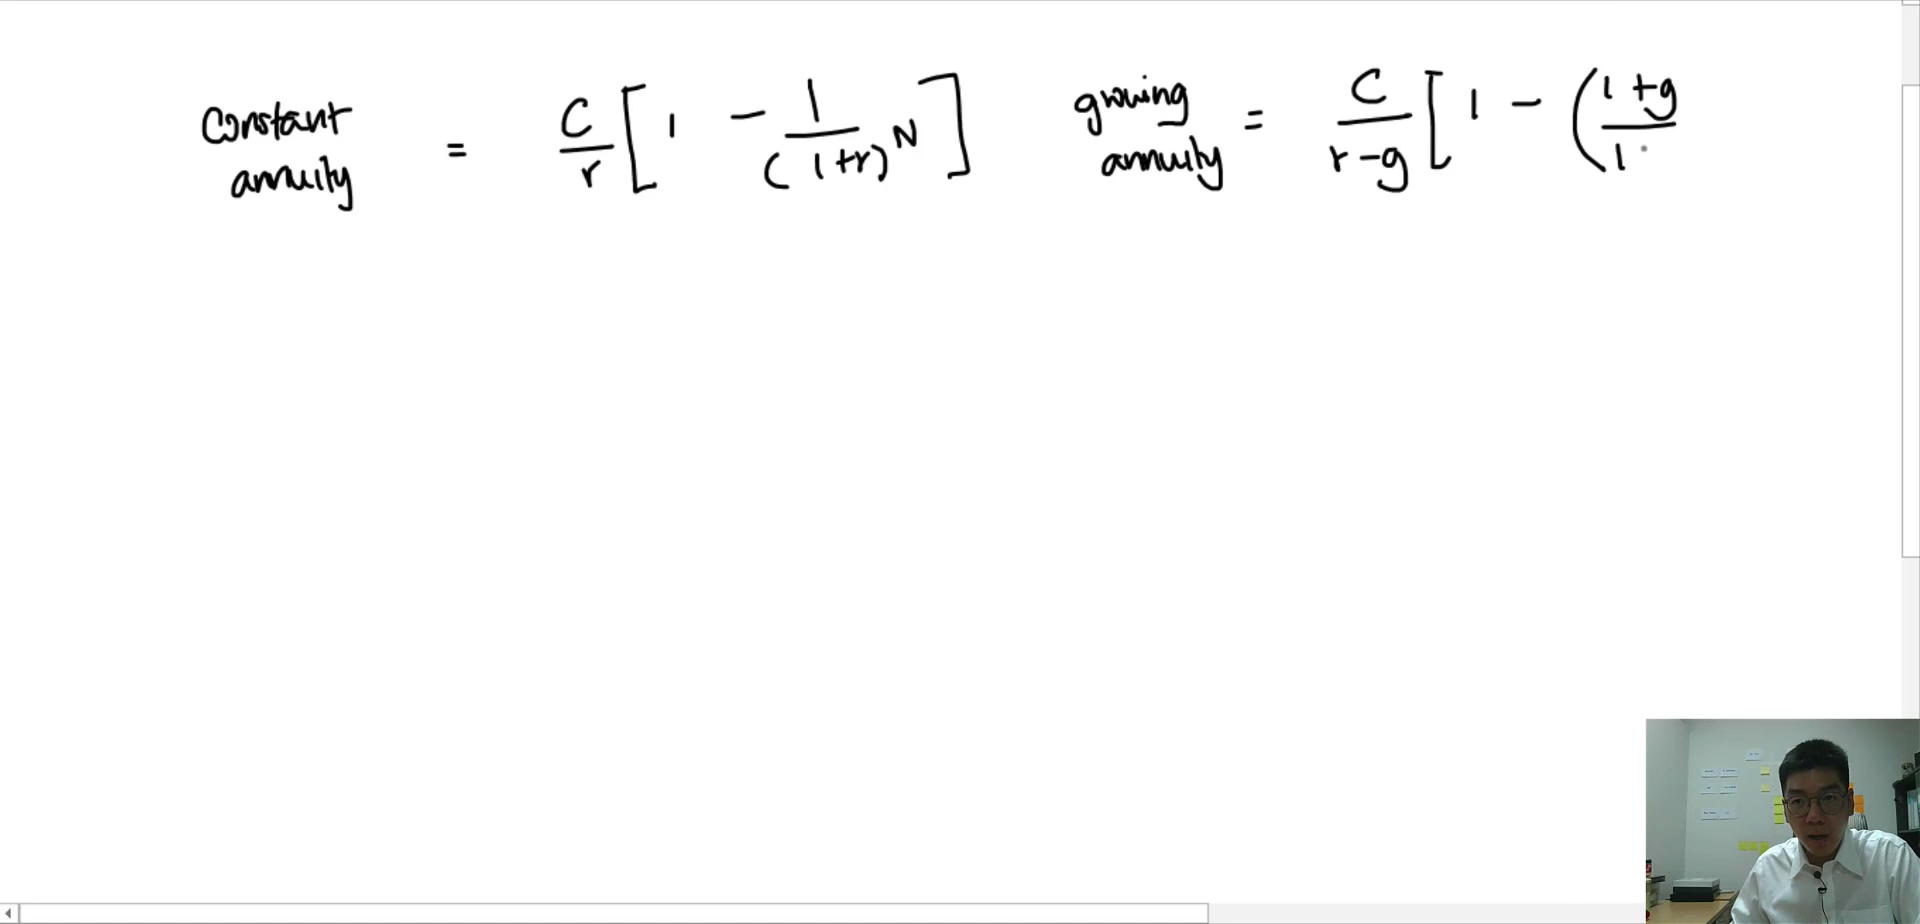 constant annuity = C/r [ 1 - 1/(1+r)^N ]
growing annuity = C/r-g [ 1 - ( 1+g/1